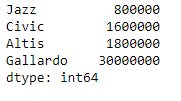 Jazz          800000
Civic        1600000
Altis        1800000
Gallardo    30000000
dtype: int64